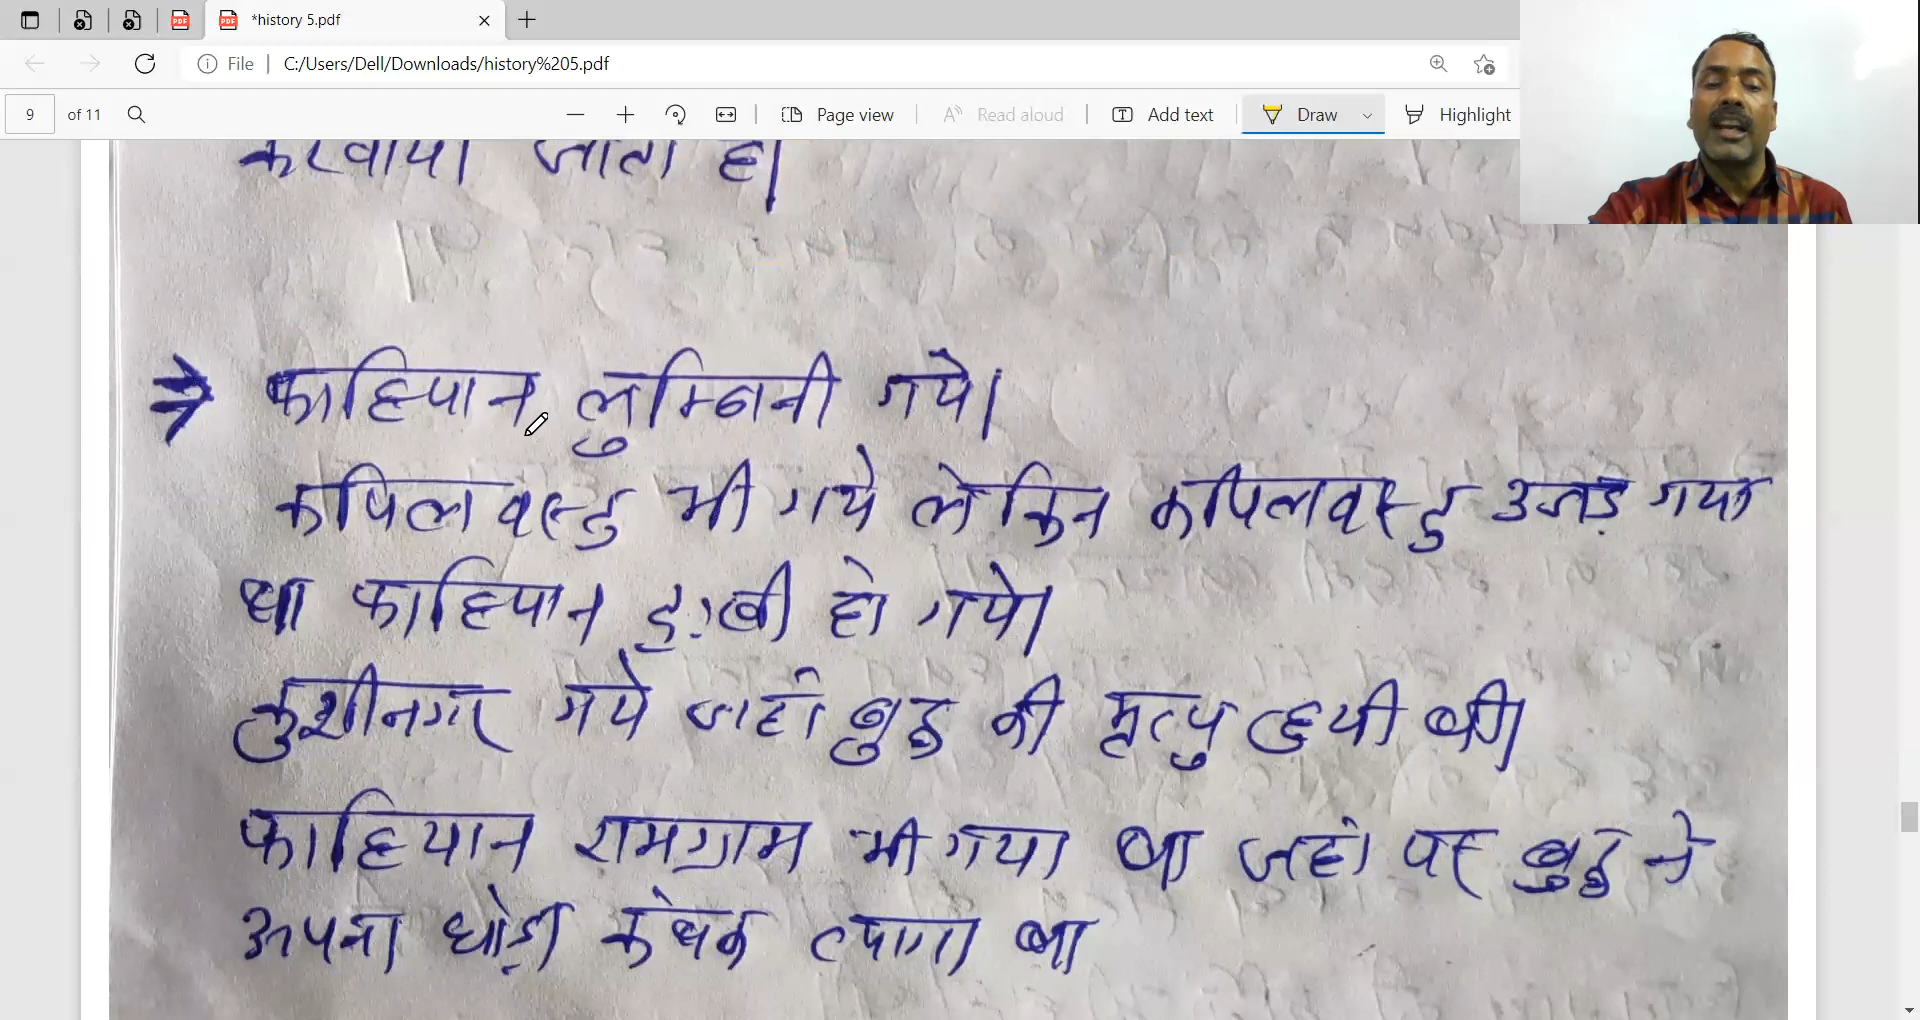 *history 5.pdf
File C:/Users/Dell/Downloads/history%205.pdf
9 of 11 Page view Read aloud Add text Draw Highlight
करवाया जाता है।
⇒ फाहियान, लुम्बिनी गये।
कपिलवस्तु भी गये लेकिन कपिलवस्तु उजड़ गया
था फाहियान दुःखी हो गये।
कुशीनगर गये जहां बुद्ध की मृत्यु हुयी थी।
फाहियान रामग्राम भी गया था जहां पर बुद्ध ने
अपना घोड़ा कंथक त्यागा था